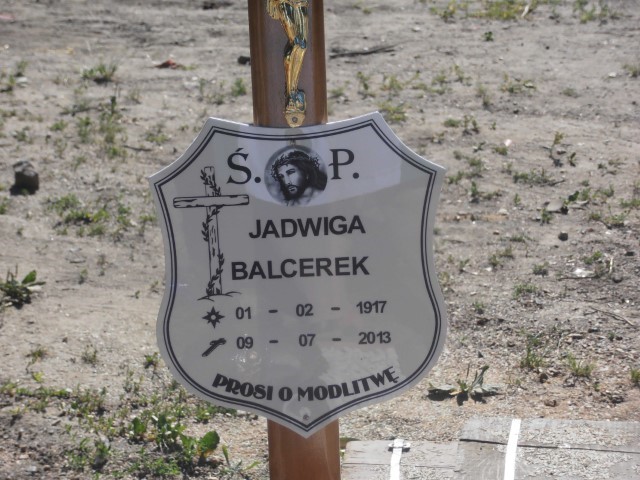 Ś. P.
JADWIGA
BALCEREK
01 - 02 - 1917
09 - 07 - 2013
PROSI O MODLITWĘ